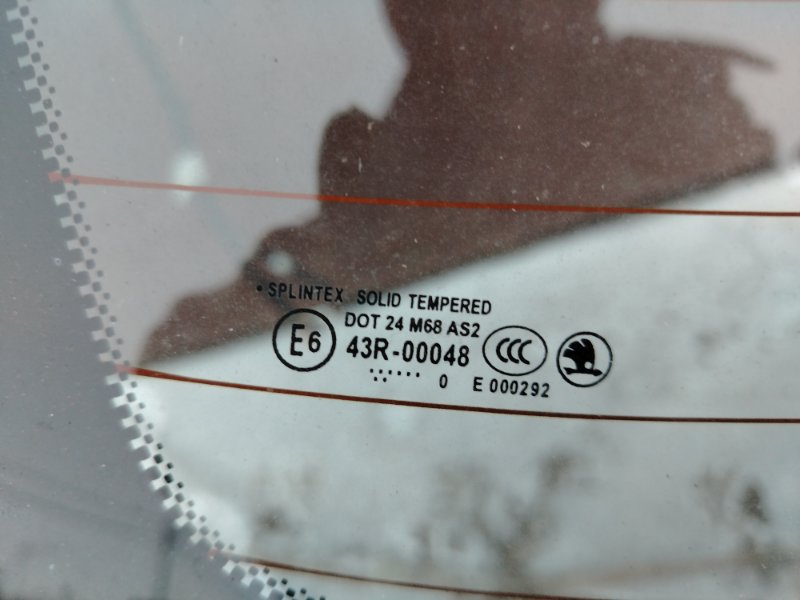 • SPLINTEX SOLID TEMPERED
DOT 24 M68 AS2
E6 43R-00048 CCC
0 E 000292